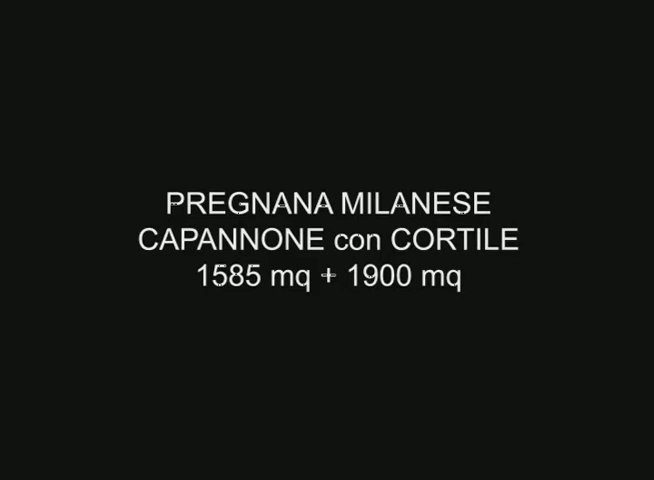 PREGNANA MILANESE
CAPANNONE con CORTILE
1585 mq + 1900 mq